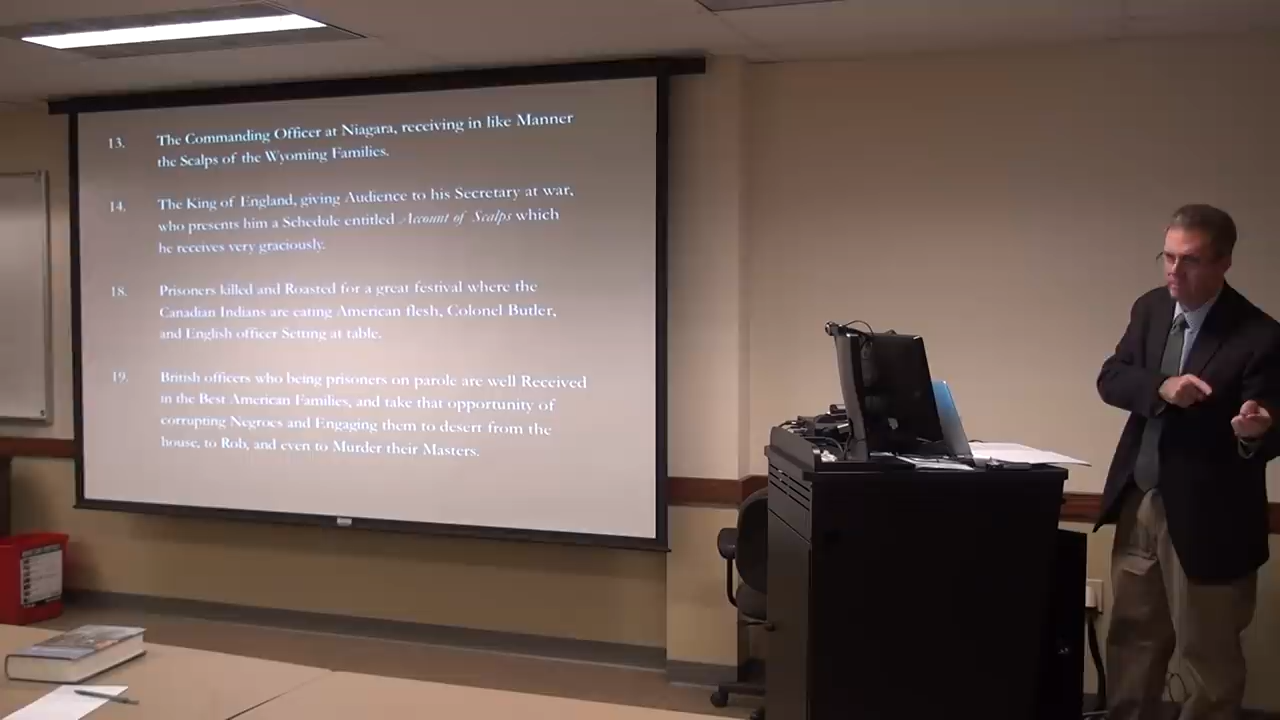 13. The Commanding Officer at Niagara, receiving in like Manner
the Scalps of the Wyoming Families.
14. The King of England, giving Audience to his Secretary at war,
who presents him a Schedule entitled Account of Scalps which
he receives very graciously.
18. Prisoners killed and Roasted for a great festival where the
Canadian Indians are eating American flesh, Colonel Butler,
and English officer Setting at table.
19. British officers who being prisoners on parole are well Received
in the Best American Families, and take that opportunity of
corrupting Negroes and Engaging them to desert from the
house, to Rob, and even to Murder their Masters.